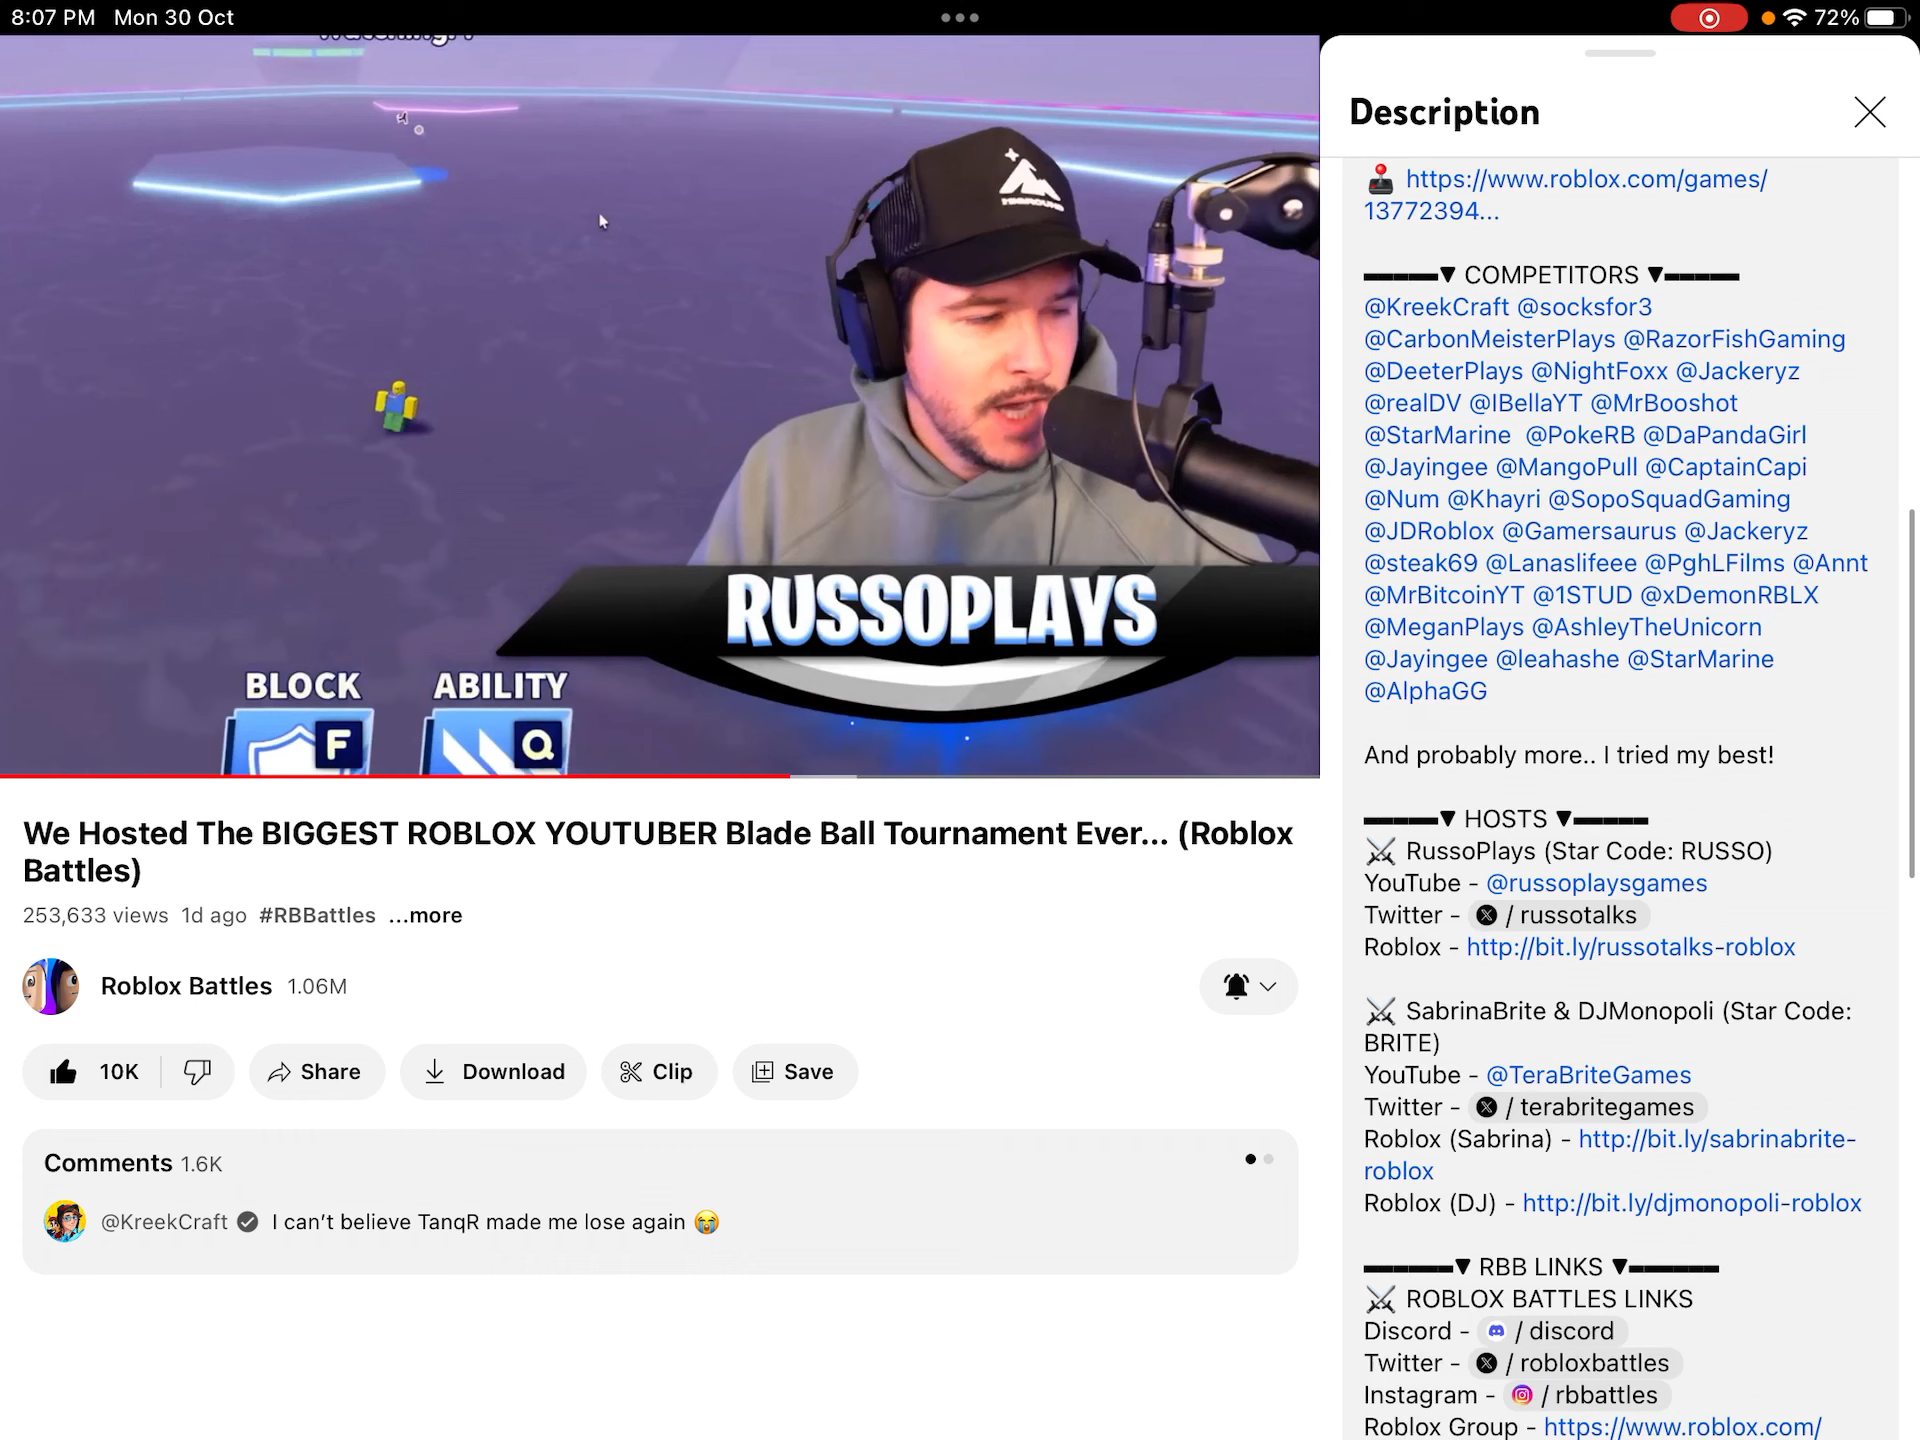 8:07 PM Mon 30 Oct
72%
RUSSOPLAYS
BLOCK
ABILITY
F
Q
We Hosted The BIGGEST ROBLOX YOUTUBER Blade Ball Tournament Ever... (Roblox
Battles)
253,633 views 1d ago #RBBattles ...more
Roblox Battles 1.06M
10K
Share
Download
Clip
Save
Comments 1.6K
@KreekCraft I can't believe TanqR made me lose again 😭
Description
🕹️ https://www.roblox.com/games/
13772394...
▬▬▬▬▬▼ COMPETITORS ▼▬▬▬▬▬
@KreekCraft @socksfor3
@CarbonMeisterPlays @RazorFishGaming
@DeeterPlays @NightFoxx @Jackeryz
@realDV @IBellaYT @MrBooshot
@StarMarine @PokeRB @DaPandaGirl
@Jayingee @MangoPull @CaptainCapi
@Num @Khayri @SopoSquadGaming
@JDRoblox @Gamersaurus @Jackeryz
@steak69 @Lanaslifeee @PghLFilms @Annt
@MrBitcoinYT @1STUD @xDemonRBLX
@MeganPlays @AshleyTheUnicorn
@Jayingee @leahashe @StarMarine
@AlphaGG
And probably more.. I tried my best!
▬▬▬▬▬▼ HOSTS ▼▬▬▬▬▬
⚔️ RussoPlays (Star Code: RUSSO)
YouTube - @russoplaysgames
Twitter - / russotalks
Roblox - http://bit.ly/russotalks-roblox
⚔️ SabrinaBrite & DJMonopoli (Star Code:
BRITE)
YouTube - @TeraBriteGames
Twitter - / terabritegames
Roblox (Sabrina) - http://bit.ly/sabrinabrite-
roblox
Roblox (DJ) - http://bit.ly/djmonopoli-roblox
▬▬▬▬▬▬▼ RBB LINKS ▼▬▬▬▬▬▬
⚔️ ROBLOX BATTLES LINKS
Discord - / discord
Twitter - / robloxbattles
Instagram - / rbbattles
Roblox Group - https://www.roblox.com/